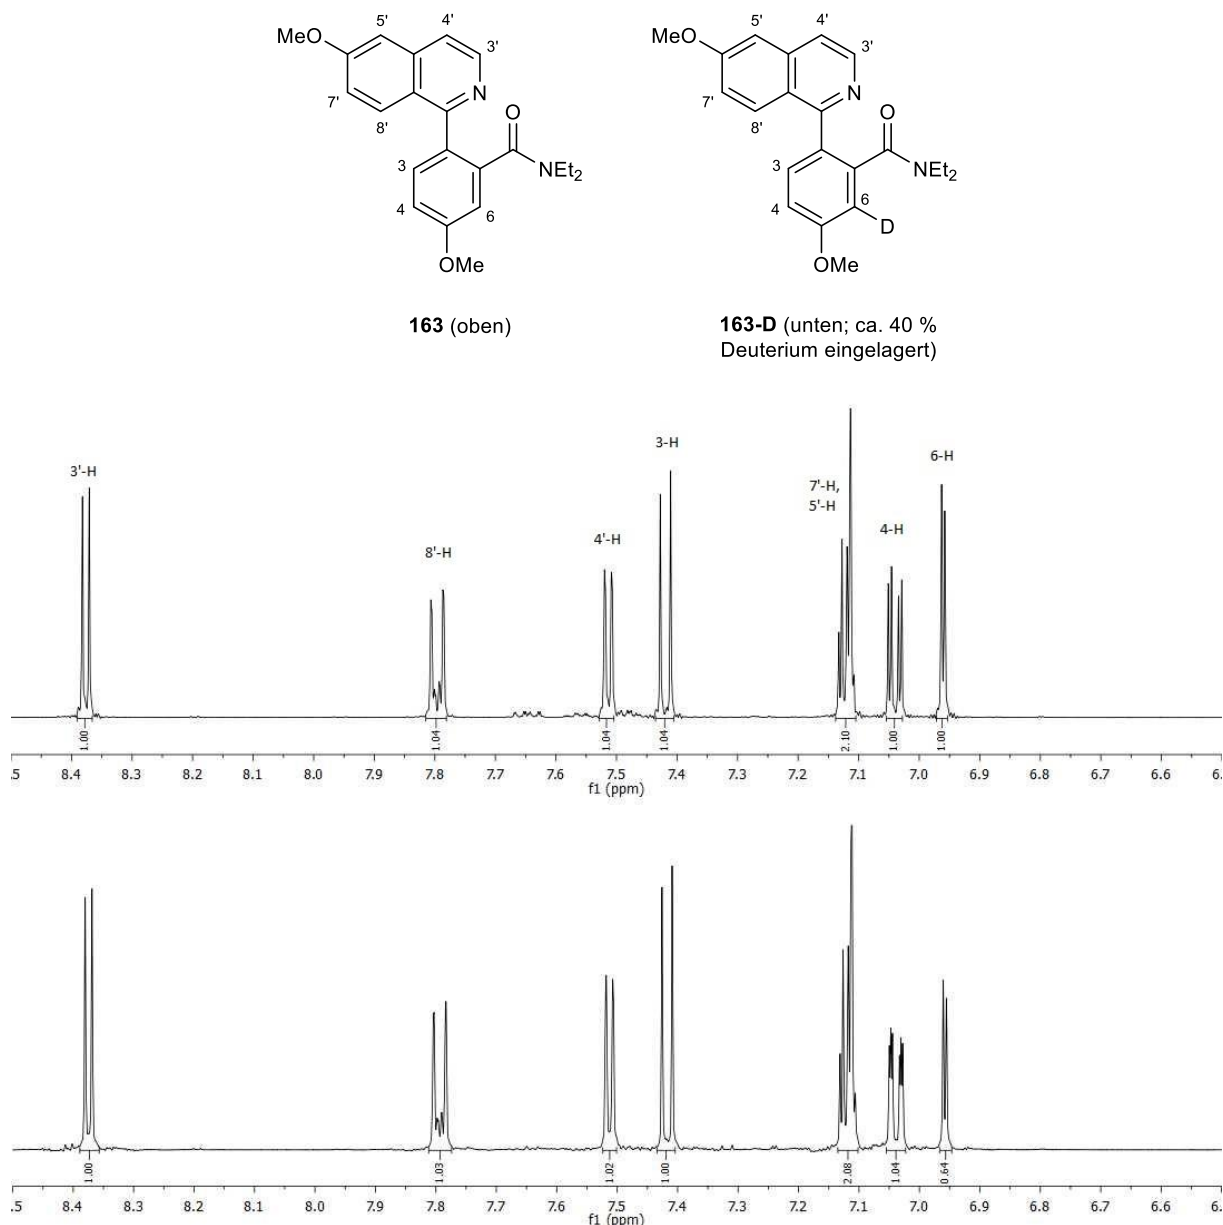 5' 4' 5' 4'
MeO 3' MeO 3'
7' N 7' N
8' O 8' O
3 NEt2 3 NEt2
4 6 4 6
D
OMe OMe
163 (oben) 163-D (unten; ca. 40 %
Deuterium eingelagert)
3'-H
8'-H
4'-H
3-H
7'-H,
5'-H
4-H
6-H
1.00 1.04 1.04 1.04 2.10 1.00 1.00
.5 8.4 8.3 8.2 8.1 8.0 7.9 7.8 7.7 7.6 7.5 7.4 7.3 7.2 7.1 7.0 6.9 6.8 6.7 6.6 6.
f1 (ppm)
1.00 1.03 1.02 1.00 2.08 1.04 0.64
.5 8.4 8.3 8.2 8.1 8.0 7.9 7.8 7.7 7.6 7.5 7.4 7.3 7.2 7.1 7.0 6.9 6.8 6.7 6.6 6.
f1 (ppm)